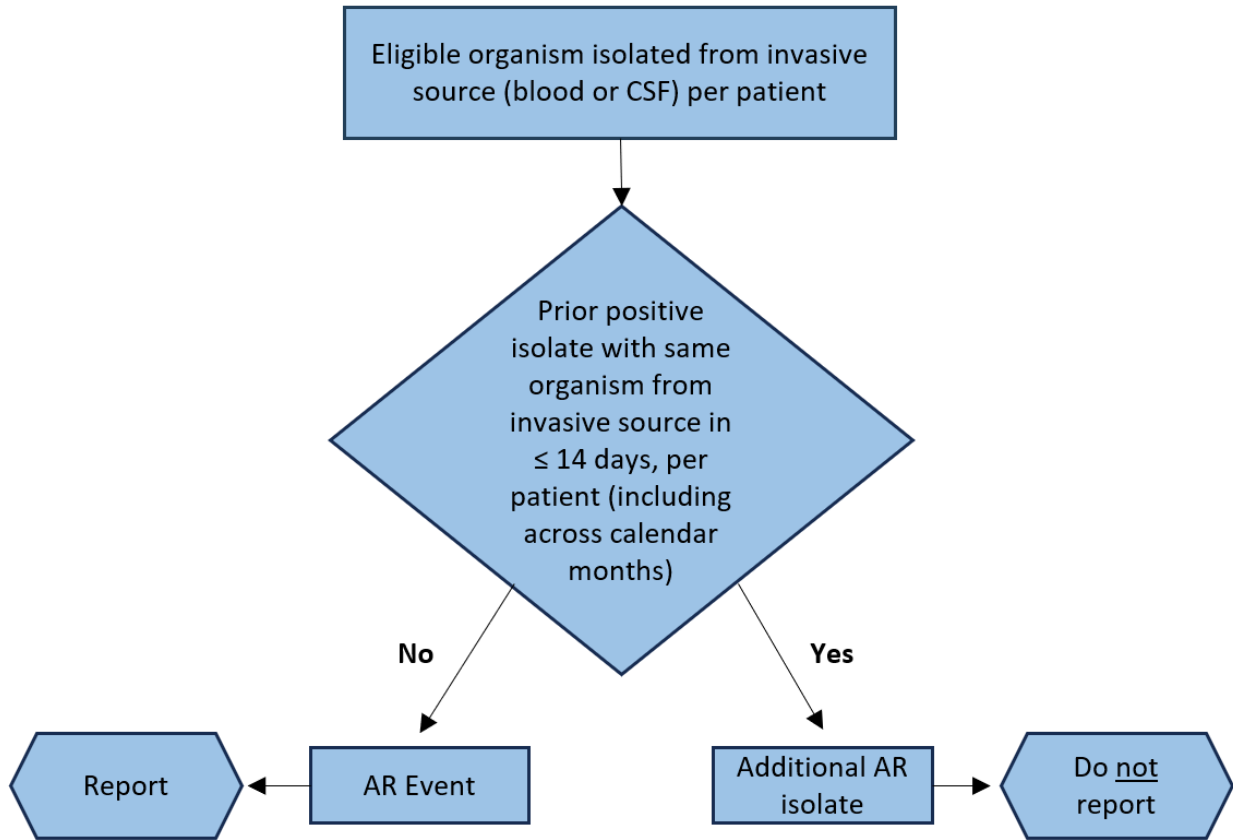 Eligible organism isolated from invasive
source (blood or CSF) per patient
Prior positive
isolate with same
organism from
invasive source in
≤ 14 days, per
patient (including
across calendar
months)
No
Yes
Report
AR Event
Additional AR
isolate
Do not
report